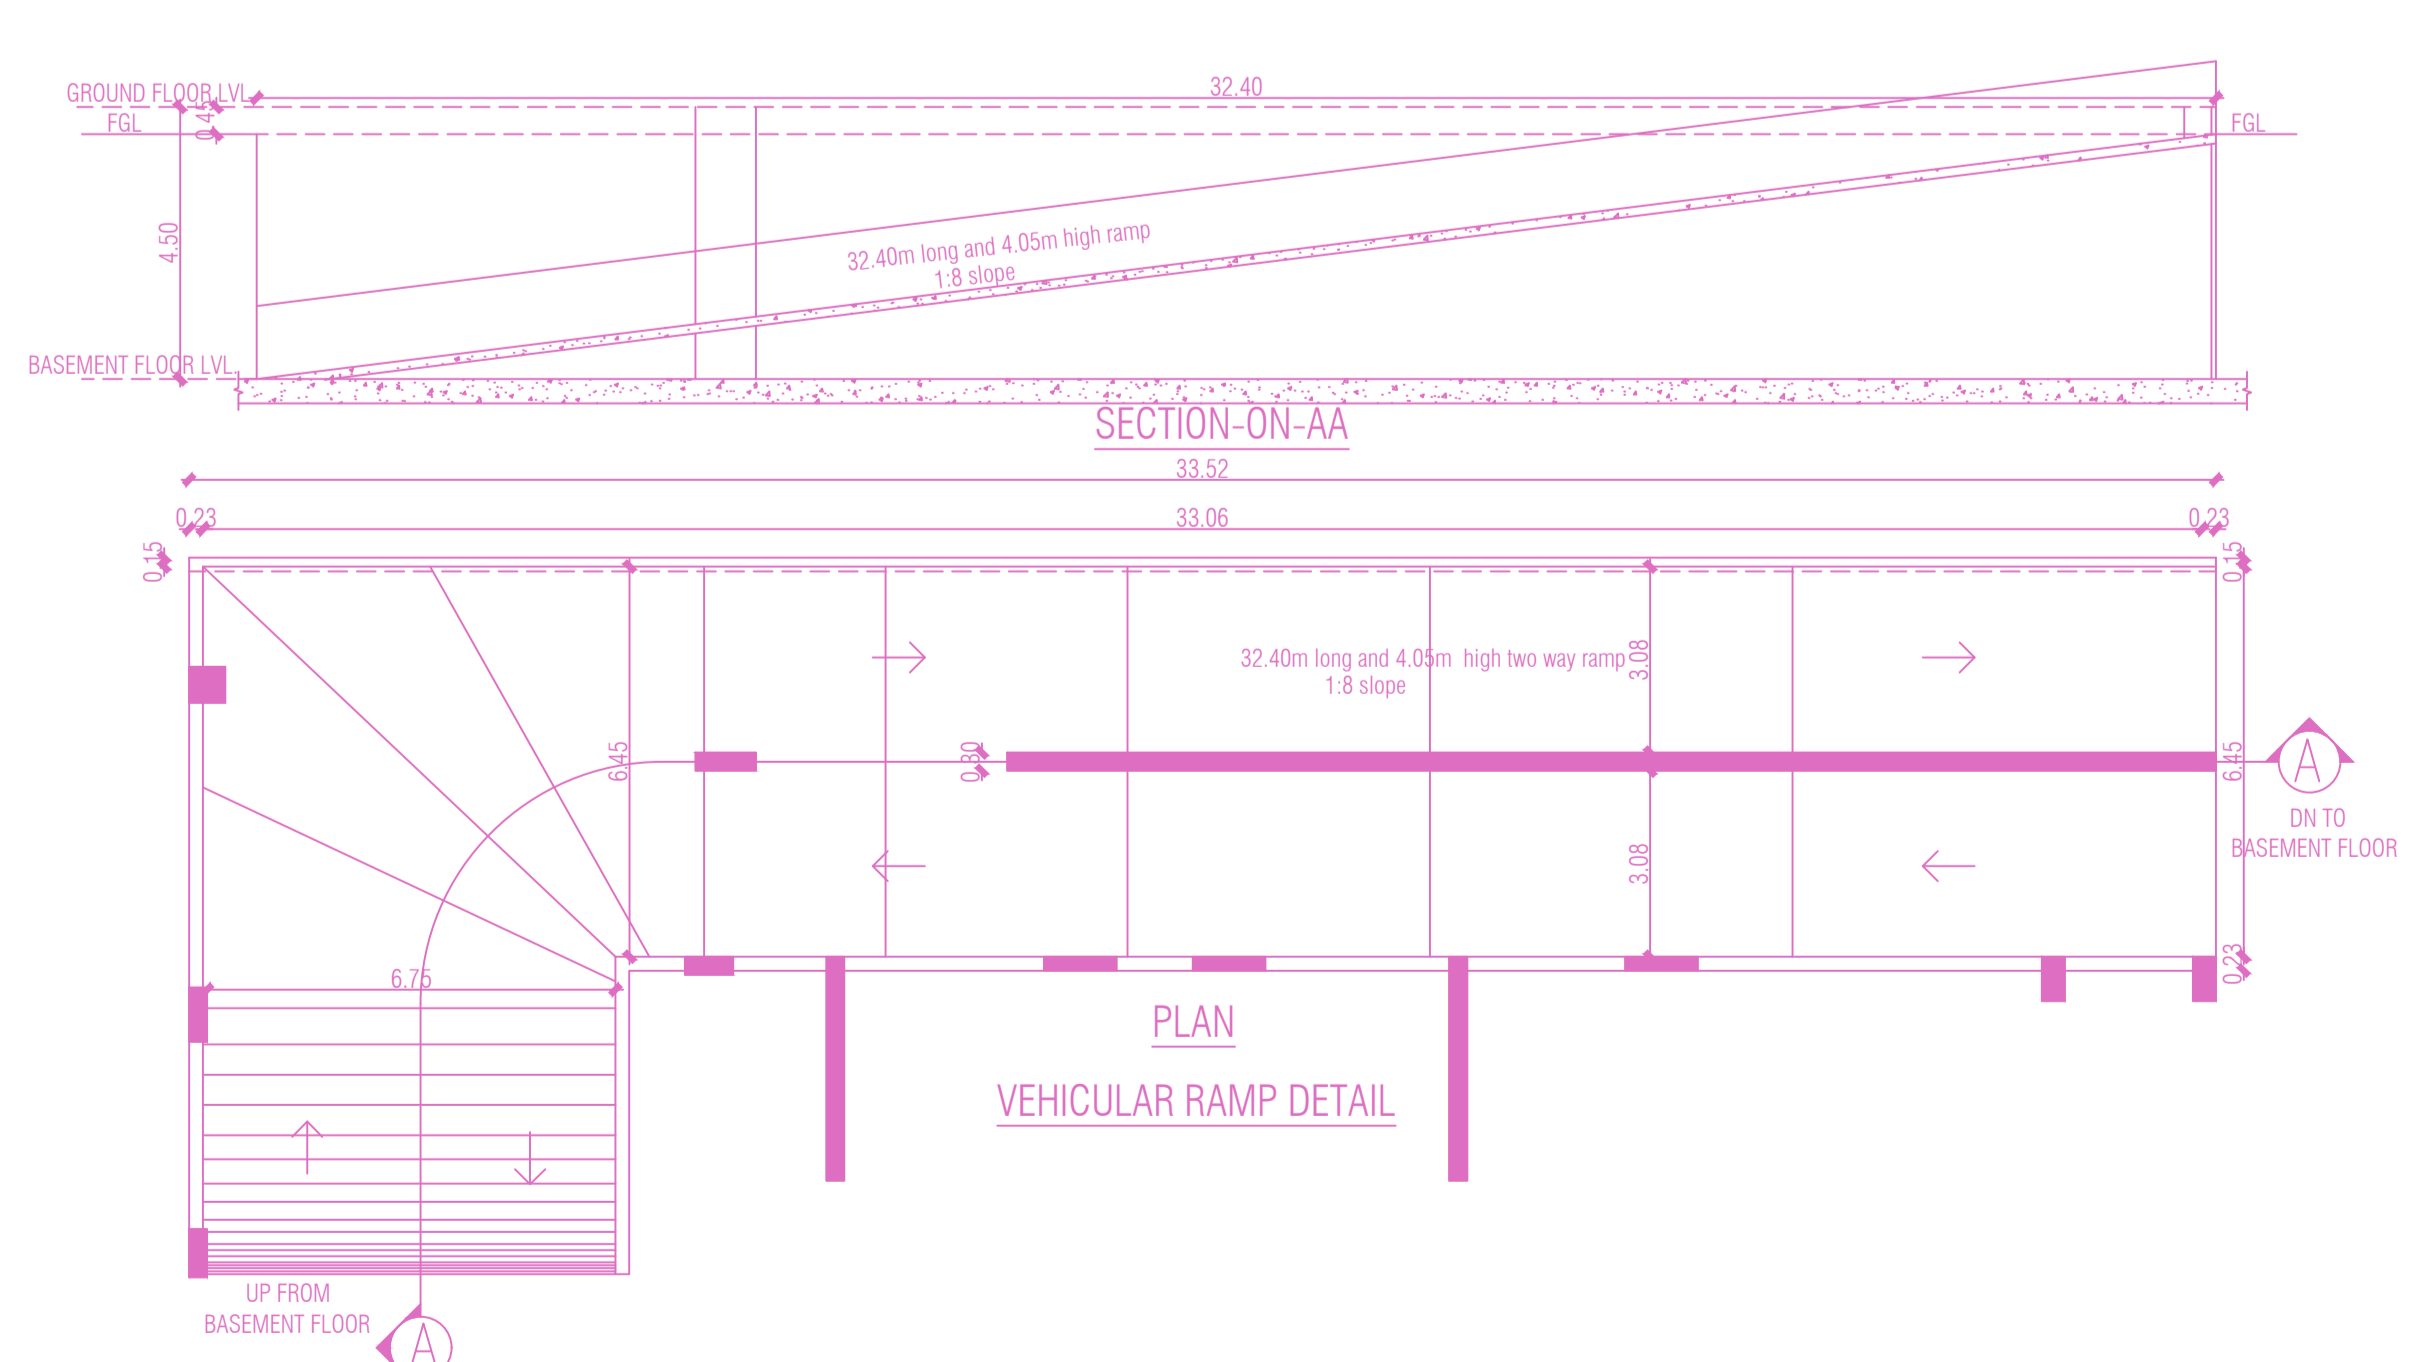 GROUND FLOOR LVL.
32.40
0.45
FGL
FGL
4.50
32.40m long and 4.05m high ramp
1:8 slope
BASEMENT FLOOR LVL.
SECTION-ON-AA
33.52
0.23
33.06
0.23
0.15
0.15
32.40m long and 4.05m high two way ramp
1:8 slope
3.08
6.45
0.30
6.45
A
DN TO
BASEMENT FLOOR
3.08
6.75
0.23
PLAN
VEHICULAR RAMP DETAIL
UP FROM
BASEMENT FLOOR
A